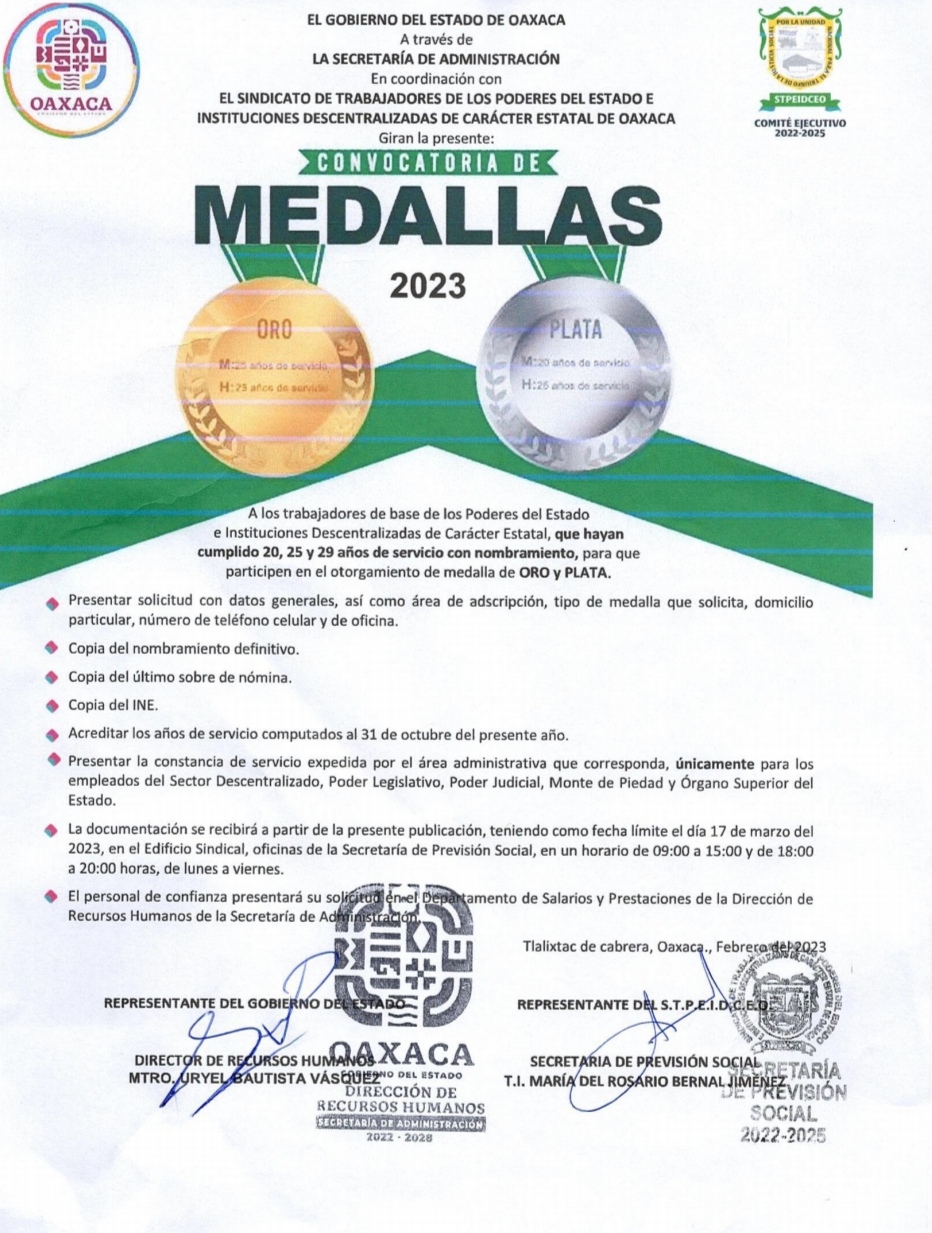 OAXACA
EL GOBIERNO DEL ESTADO DE OAXACA
A través de
LA SECRETARÍA DE ADMINISTRACIÓN
En coordinación con
EL SINDICATO DE TRABAJADORES DE LOS PODERES DEL ESTADO E
INSTITUCIONES DESCENTRALIZADAS DE CARÁCTER ESTATAL DE OAXACA
Giran la presente:
POR LA UNIDAD
STPEIDCEO
COMITÉ EJECUTIVO
2022-2025
CONVOCATORIA DE
MEDALLAS
2023
ORO
M: años de servicio
H: años de servicio
PLATA
M:20 años de servicio
H: años de servicio
A los trabajadores de base de los Poderes del Estado
e Instituciones Descentralizadas de Carácter Estatal, que hayan
cumplido 20, 25 y 29 años de servicio con nombramiento, para que
participen en el otorgamiento de medalla de ORO y PLATA.
Presentar solicitud con datos generales, así como área de adscripción, tipo de medalla que solicita, domicilio
particular, número de teléfono celular y de oficina.
Copia del nombramiento definitivo.
Copia del último sobre de nómina.
Copia del INE.
Acreditar los años de servicio computados al 31 de octubre del presente año.
Presentar la constancia de servicio expedida por el área administrativa que corresponda, únicamente para los
empleados del Sector Descentralizado, Poder Legislativo, Poder Judicial, Monte de Piedad y Órgano Superior del
Estado.
La documentación se recibirá a partir de la presente publicación, teniendo como fecha límite el día 17 de marzo del
2023, en el Edificio Sindical, oficinas de la Secretaría de Previsión Social, en un horario de 09:00 a 15:00 y de 18:00
a 20:00 horas, de lunes a viernes.
El personal de confianza presentará su solicitud en el Departamento de Salarios y Prestaciones de la Dirección de
Recursos Humanos de la Secretaría de Administración.
Tlalixtac de cabrera, Oaxaca., Febrero del 2023
REPRESENTANTE DEL GOBIERNO DEL ESTADO
REPRESENTANTE DEL S.T.P.E.I.D.C.E.O.
DIRECTOR DE RECURSOS HUMANOS
MTRO. URYEL BAUTISTA VÁSQUEZ
OAXACA
GOBIERNO DEL ESTADO
DIRECCIÓN DE
RECURSOS HUMANOS
SECRETARÍA DE ADMINISTRACIÓN
2022 - 2028
SECRETARIA DE PREVISIÓN SOCIAL
T.I. MARÍA DEL ROSARIO BERNAL JIMÉNEZ
SECRETARÍA
DE PREVISIÓN
SOCIAL
2022-2025